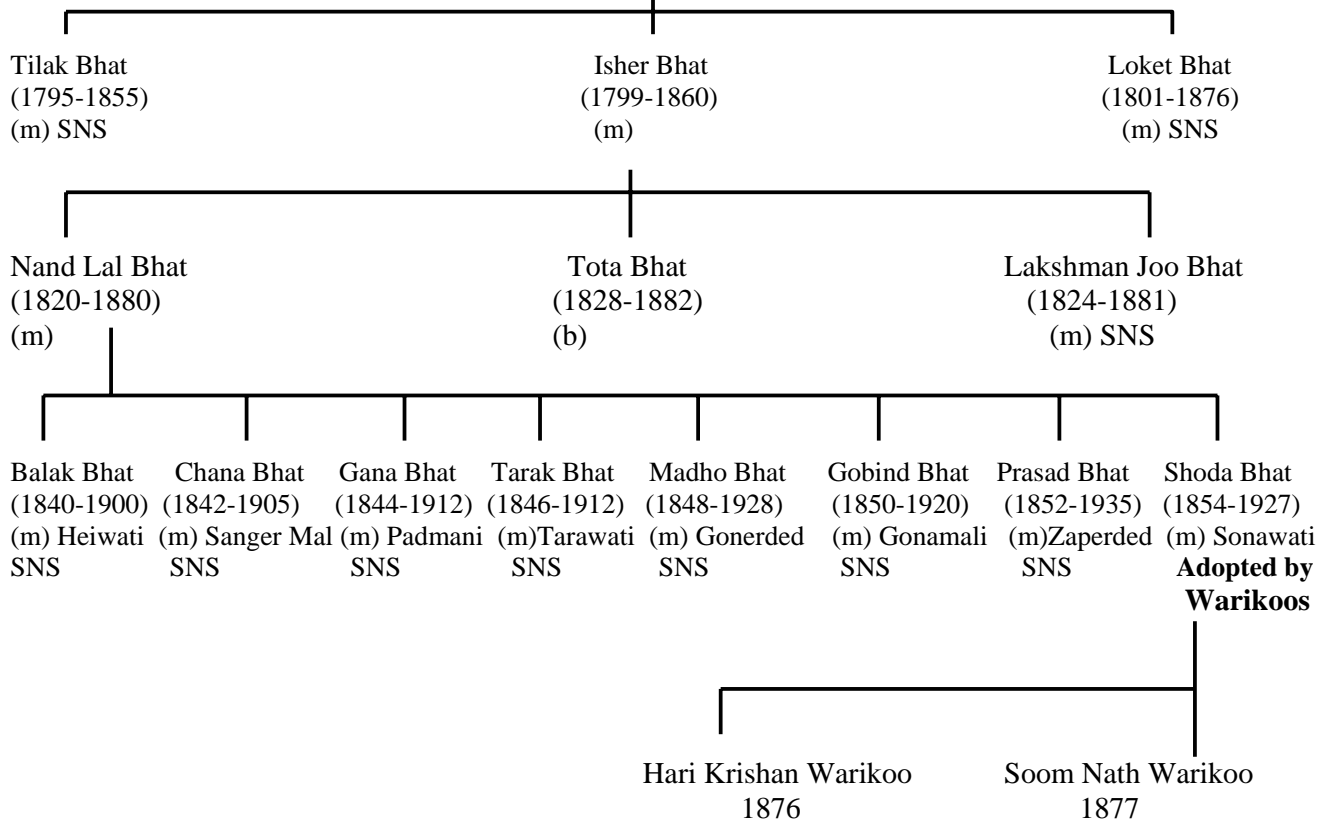 Tilak Bhat Isher Bhat Loket Bhat
(1795-1855) (1799-1860) (1801-1876)
(m) SNS (m) (m) SNS
Nand Lal Bhat Tota Bhat Lakshman Joo Bhat
(1820-1880) (1828-1882) (1824-1881)
(m) (b) (m) SNS
Balak Bhat Chana Bhat Gana Bhat Tarak Bhat Madho Bhat Gobind Bhat Prasad Bhat Shoda Bhat
(1840-1900) (1842-1905) (1844-1912) (1846-1912) (1848-1928) (1850-1920) (1852-1935) (1854-1927)
(m) Heiwati (m) Sanger Mal (m) Padmani (m)Tarawati (m) Gonerded (m) Gonamali (m)Zaperded (m) Sonawati
SNS SNS SNS SNS SNS SNS SNS Adopted by
Warikoos
Hari Krishan Warikoo Soom Nath Warikoo
1876 1877